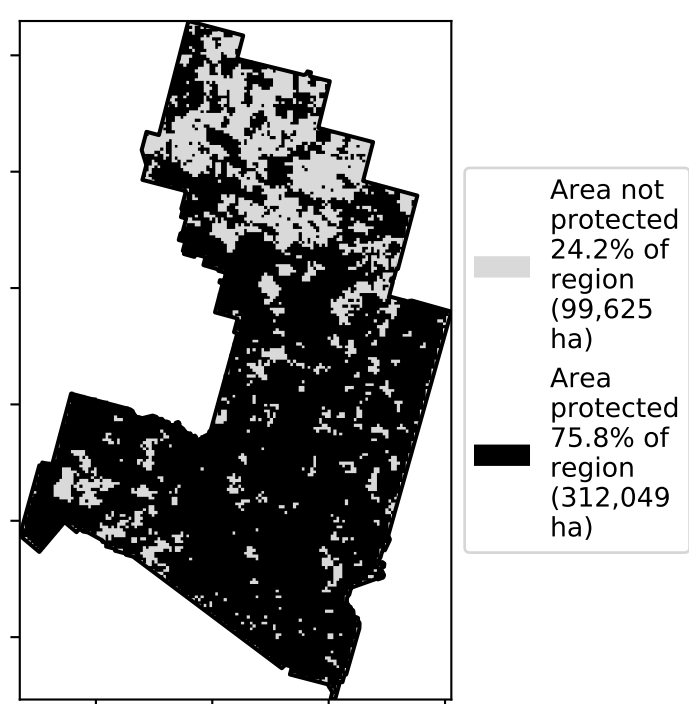 Area not
protected
24.2% of
region
(99,625
ha)
Area
protected
75.8% of
region
(312,049
ha)